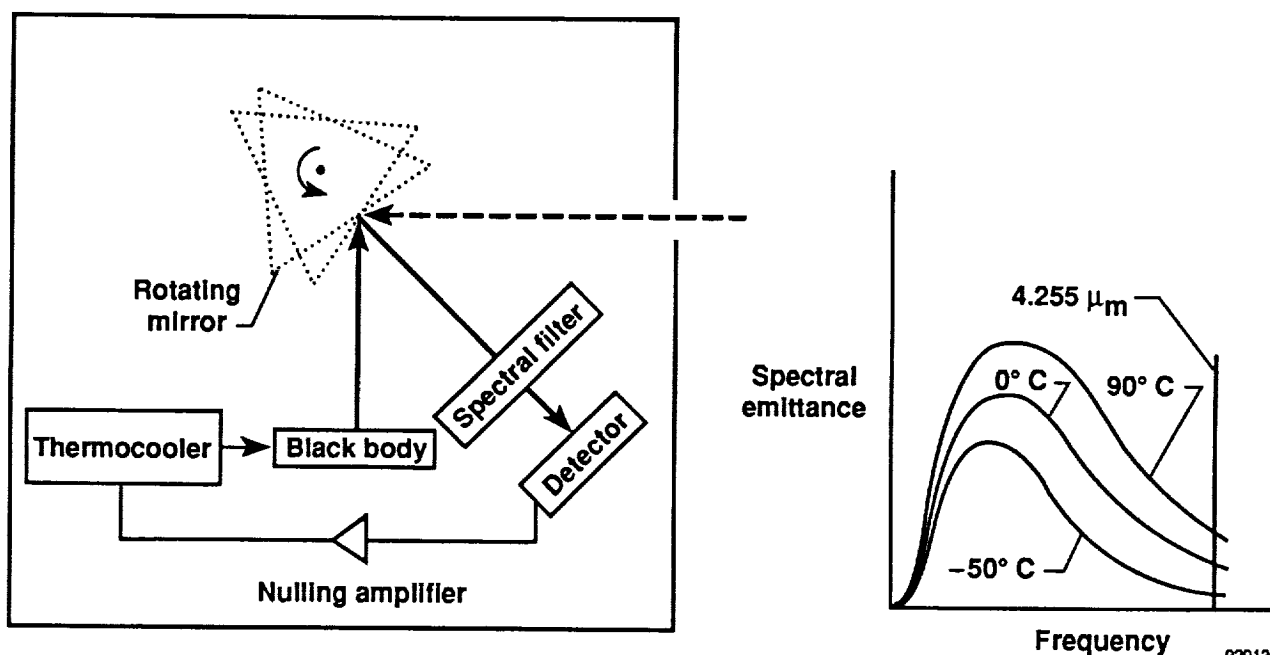 Rotating
mirror
Spectral filter
Thermocooler
Black body
Detector
Nulling amplifier
4.255 μm
Spectral
emittance
0° C
90° C
−50° C
Frequency